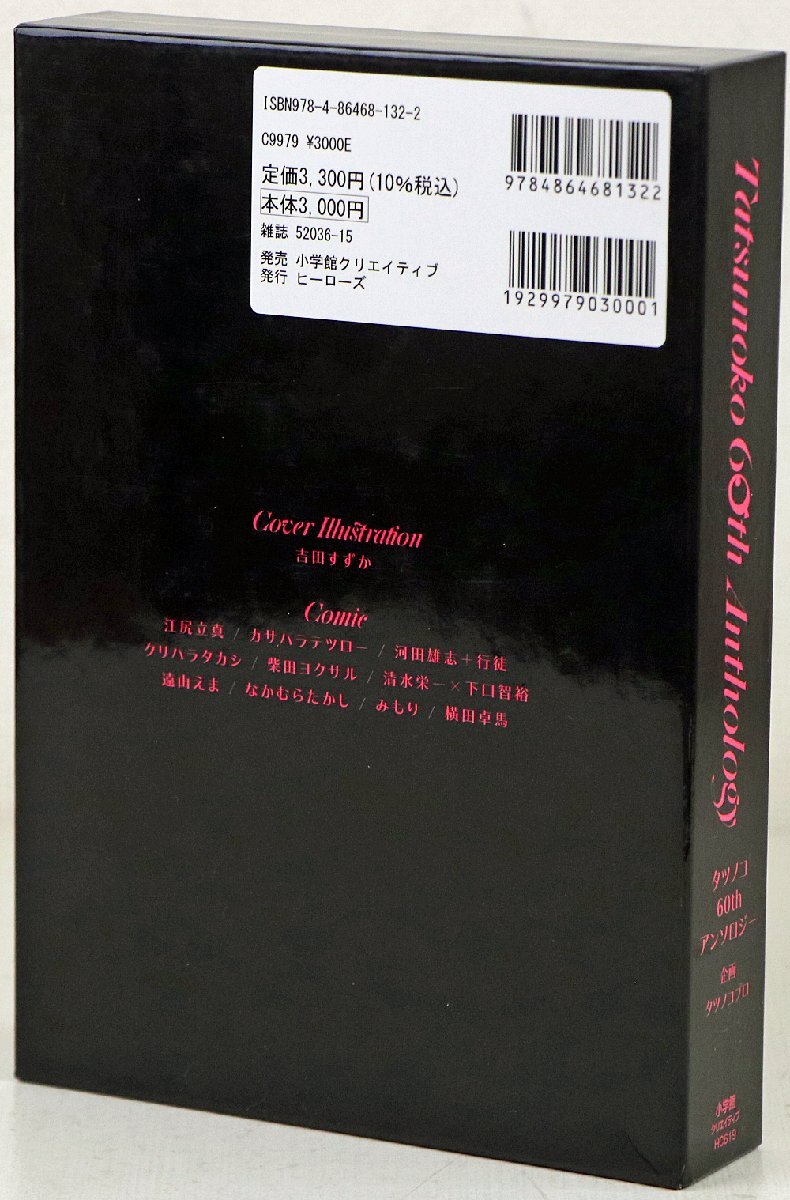 ISBN978-4-86468-132-2
C9979 ¥3000E
定価3,300円(10%税込)
本体3,000円
雑誌 52036-15
発売 小学館クリエイティブ
発行 ヒーローズ
9784864681322
1929979030001
Cover Illustration
吉田すずか
Comic
江尻立真 / カサハラテツロー / 河田雄志+行徒
クリハラタカシ / 柴田ヨクサル / 清水栄一×下口智裕
遠山えま / なかむらたかし / みもり / 横田卓馬
Tatsunoko 60th Anthology
タツノコ
60th
アンソロジー
企画
タツノコプロ
小学館
クリエイティブ
HCS15